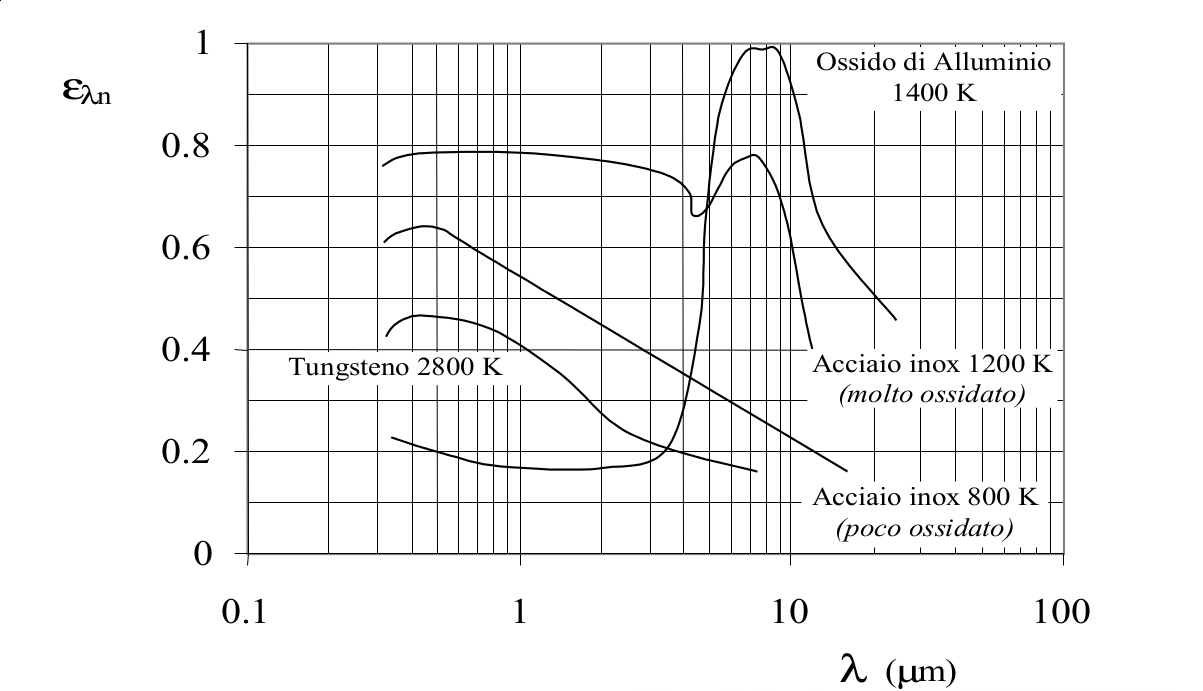 1
ελn
Ossido di Alluminio
1400 K
0.8
0.6
0.4
Tungsteno 2800 K
Acciaio inox 1200 K
(molto ossidato)
0.2
Acciaio inox 800 K
(poco ossidato)
0
0.1 1 10 100
λ (μm)